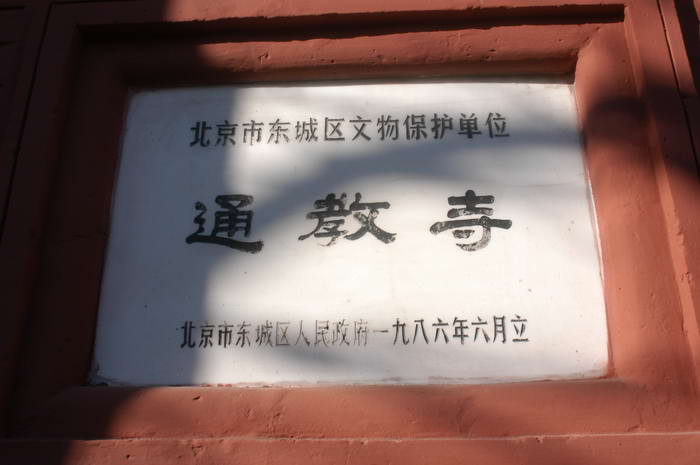 北京市东城区文物保护单位
通教寺
北京市东城区人民政府一九八六年六月立